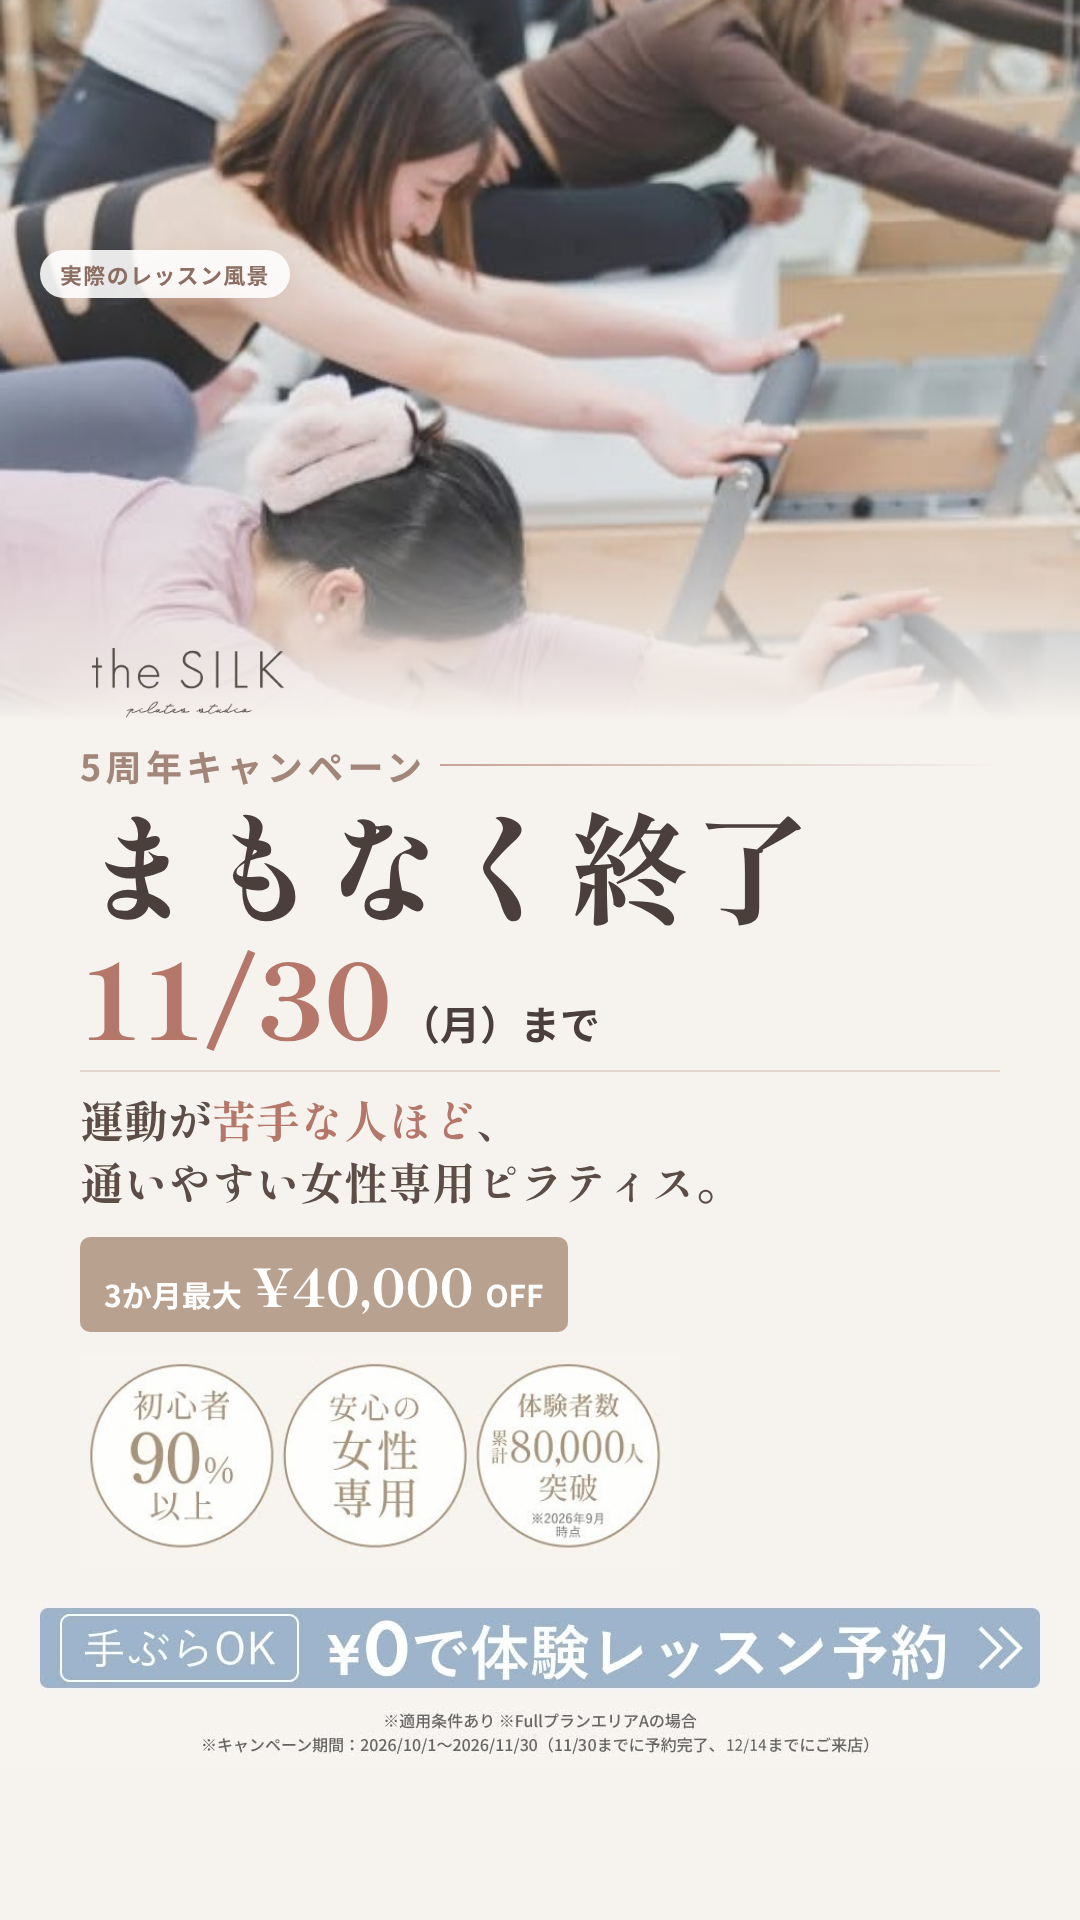 実際のレッスン風景
the SILK
pilates studio
5周年キャンペーン
まもなく終了
11/30（月）まで
運動が苦手な人ほど、
通いやすい女性専用ピラティス。
3か月最大 ¥40,000 OFF
初心者
90%
以上
安心の
女性
専用
体験者数
累計80,000人
突破
※2026年9月
時点
手ぶらOK ¥0で体験レッスン予約
※適用条件あり ※FullプランエリアAの場合
※キャンペーン期間：2026/10/1〜2026/11/30（11/30までに予約完了、12/14までにご来店）